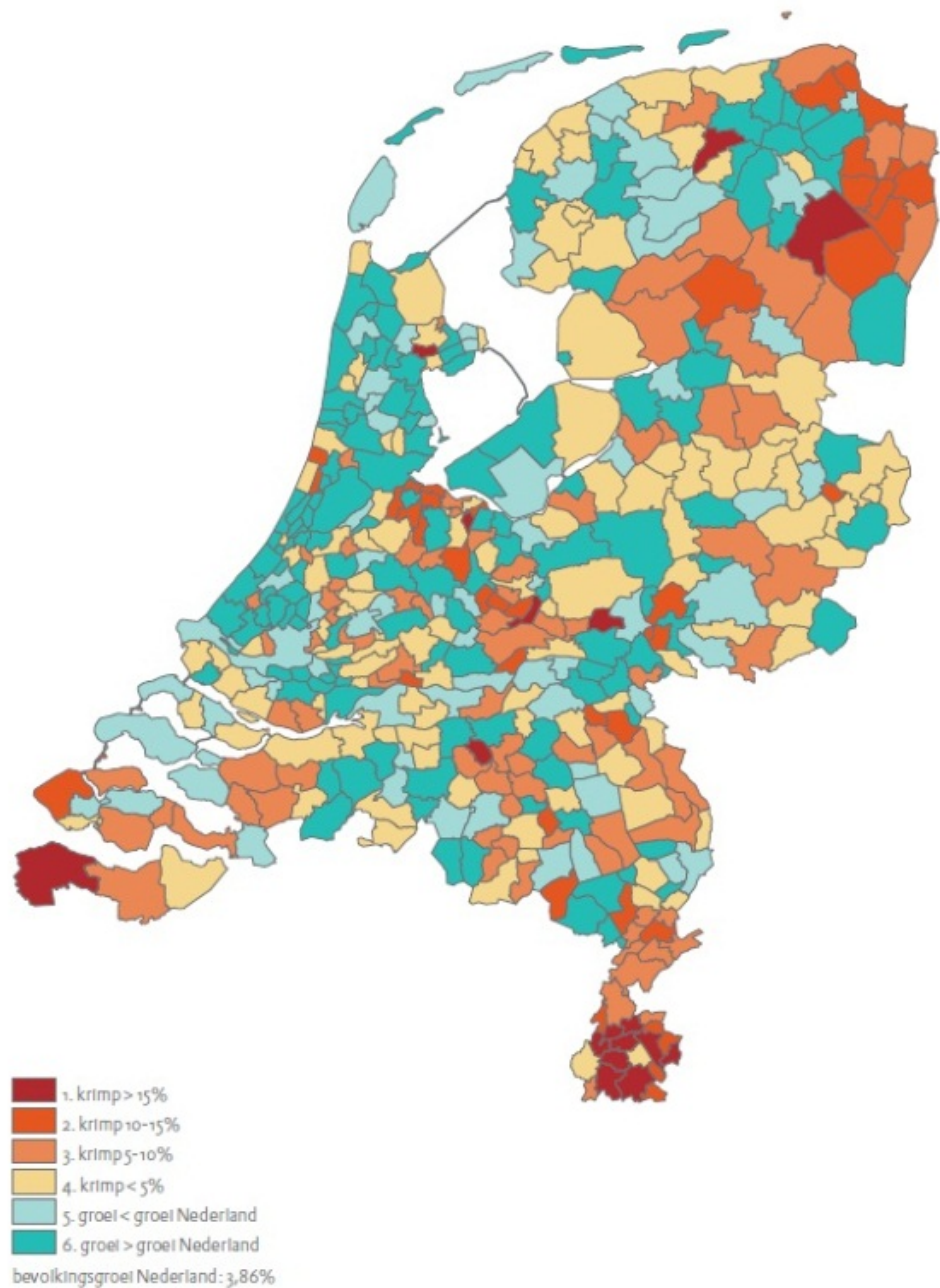 1. krimp > 15%
2. krimp 10-15%
3. krimp 5-10%
4. krimp < 5%
5. groei < groei Nederland
6. groei > groei Nederland
bevolkingsgroei Nederland: 3,86%